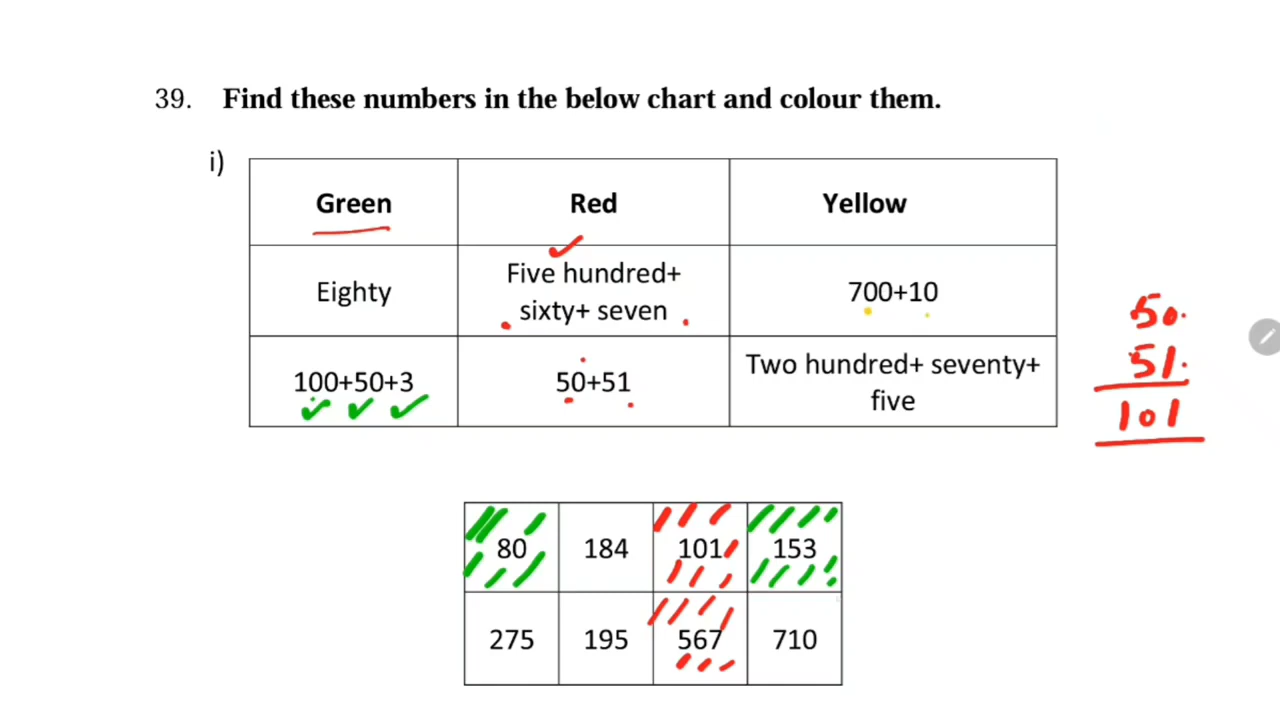 39. Find these numbers in the below chart and colour them.
i)
Green Red Yellow
Eighty Five hundred+ sixty+ seven 700+10
100+50+3 50+51 Two hundred+ seventy+ five
50
51
101
80 184 101 153
275 195 567 710